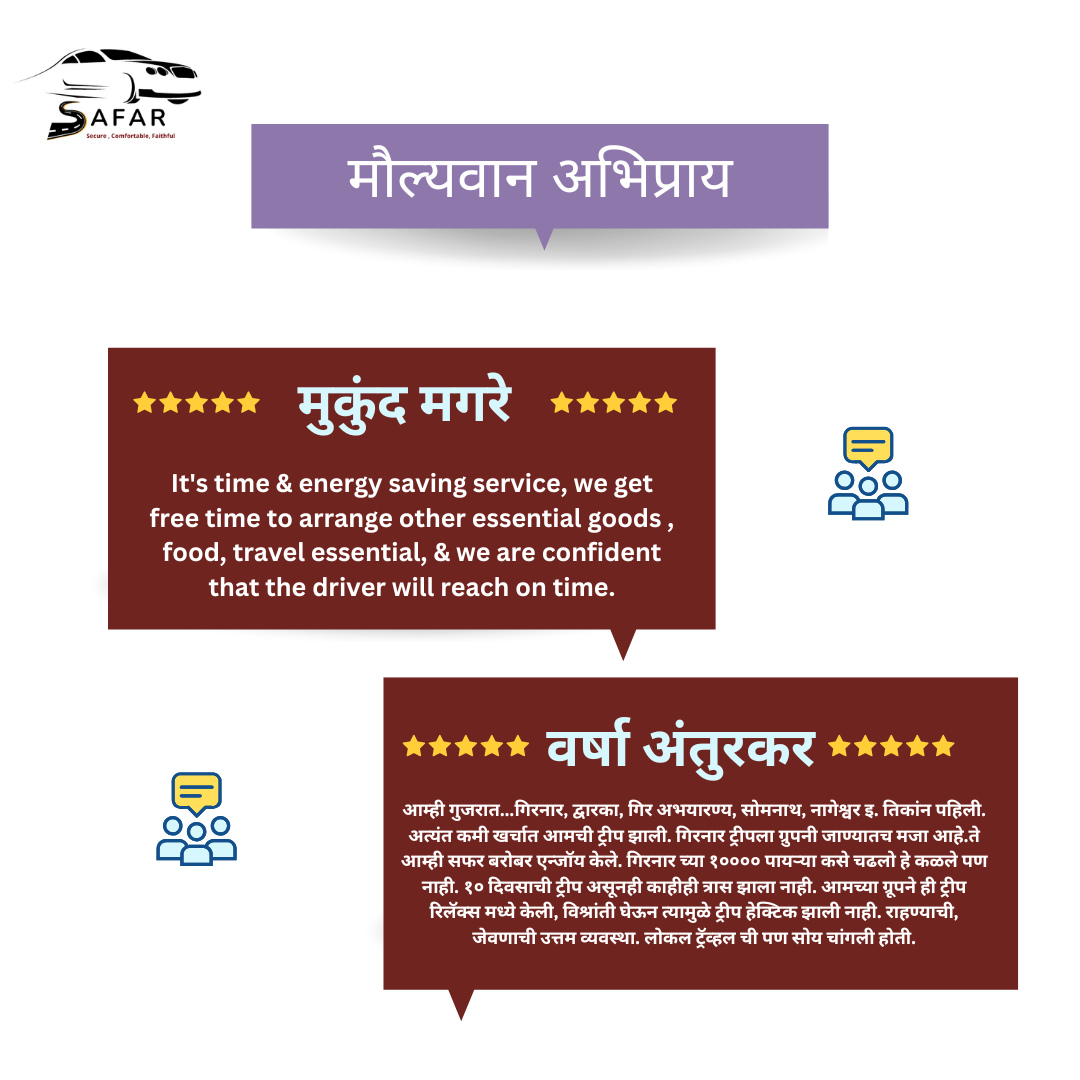 SAFAR
Secure , Comfortable, Faithful
मौल्यवान अभिप्राय
मुकुंद मगरे
It's time & energy saving service, we get
free time to arrange other essential goods ,
food, travel essential, & we are confident
that the driver will reach on time.
वर्षा अंतुरकर
आम्ही गुजरात...गिरनार, द्वारका, गिर अभयारण्य, सोमनाथ, नागेश्वर इ. तिकांन पहिली.
अत्यंत कमी खर्चात आमची ट्रीप झाली. गिरनार ट्रीपला ग्रुपनी जाण्यातच मजा आहे.ते
आम्ही सफर बरोबर एन्जॉय केले. गिरनार च्या १०००० पायऱ्या कसे चढलो हे कळले पण
नाही. १० दिवसाची ट्रीप असूनही काहीही त्रास झाला नाही. आमच्या ग्रूपने ही ट्रीप
रिलॅक्स मध्ये केली, विश्रांती घेऊन त्यामुळे ट्रीप हेक्टिक झाली नाही. राहण्याची,
जेवणाची उत्तम व्यवस्था. लोकल ट्रॅव्हल ची पण सोय चांगली होती.